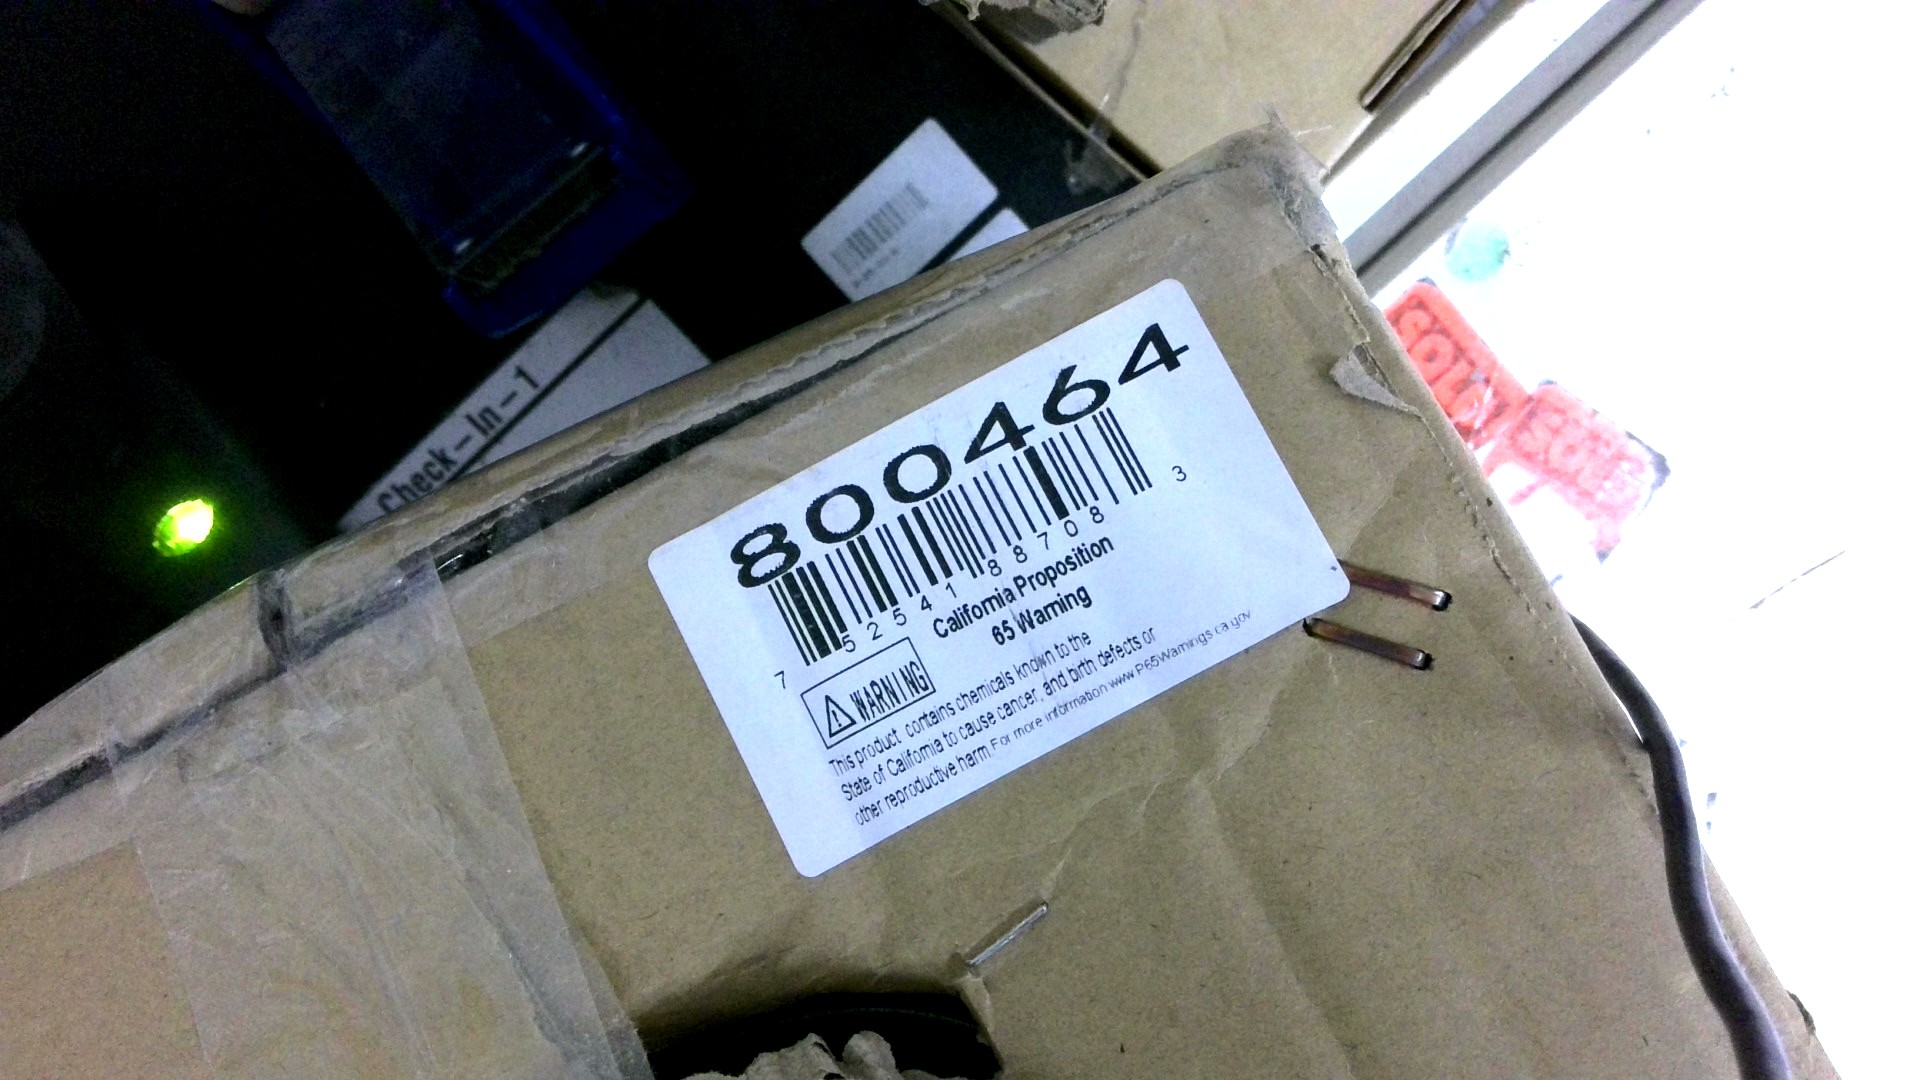 Check-In-1
800464
7 52541 88708 3
California Proposition
65 Warning
WARNING
This product contains chemicals known to the
State of California to cause cancer, and birth defects or
other reproductive harm. For more information www.P65Warnings.ca.gov
SOLD
SOLD